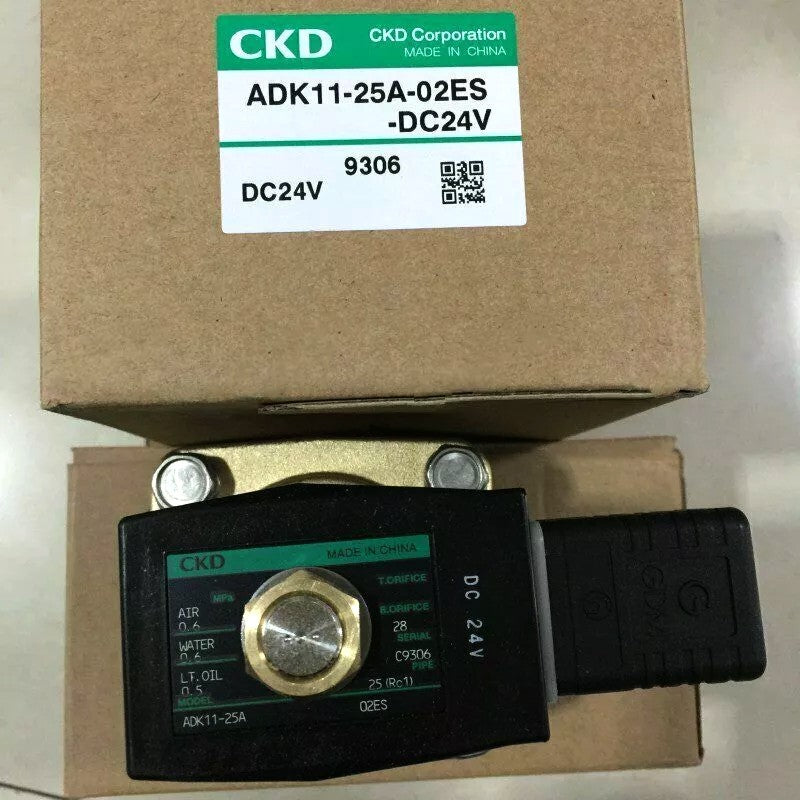 CKD CKD Corporation
MADE IN CHINA
ADK11-25A-02ES
-DC24V
9306
DC24V
CKD MADE IN CHINA
MPa T.ORIFICE
AIR
0.6 B.ORIFICE
28
WATER SERIAL
0.6 C9306
PIPE
LT.OIL
0.5 25(Rc1)
MODEL
ADK11-25A 02ES
DC 24V
G